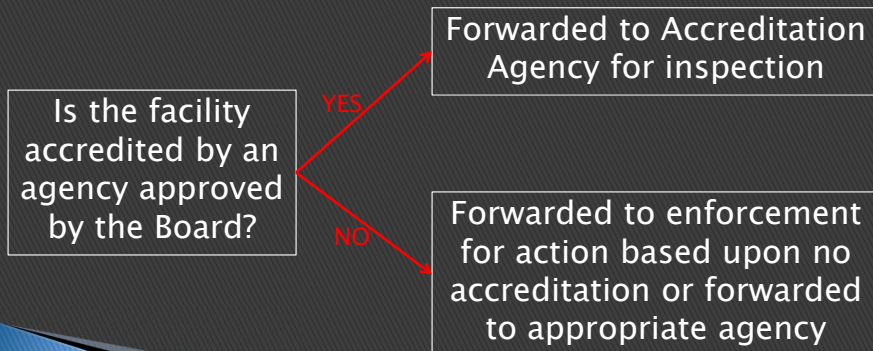 Is the facility
accredited by an
agency approved
by the Board?
YES
Forwarded to Accreditation
Agency for inspection
NO
Forwarded to enforcement
for action based upon no
accreditation or forwarded
to appropriate agency